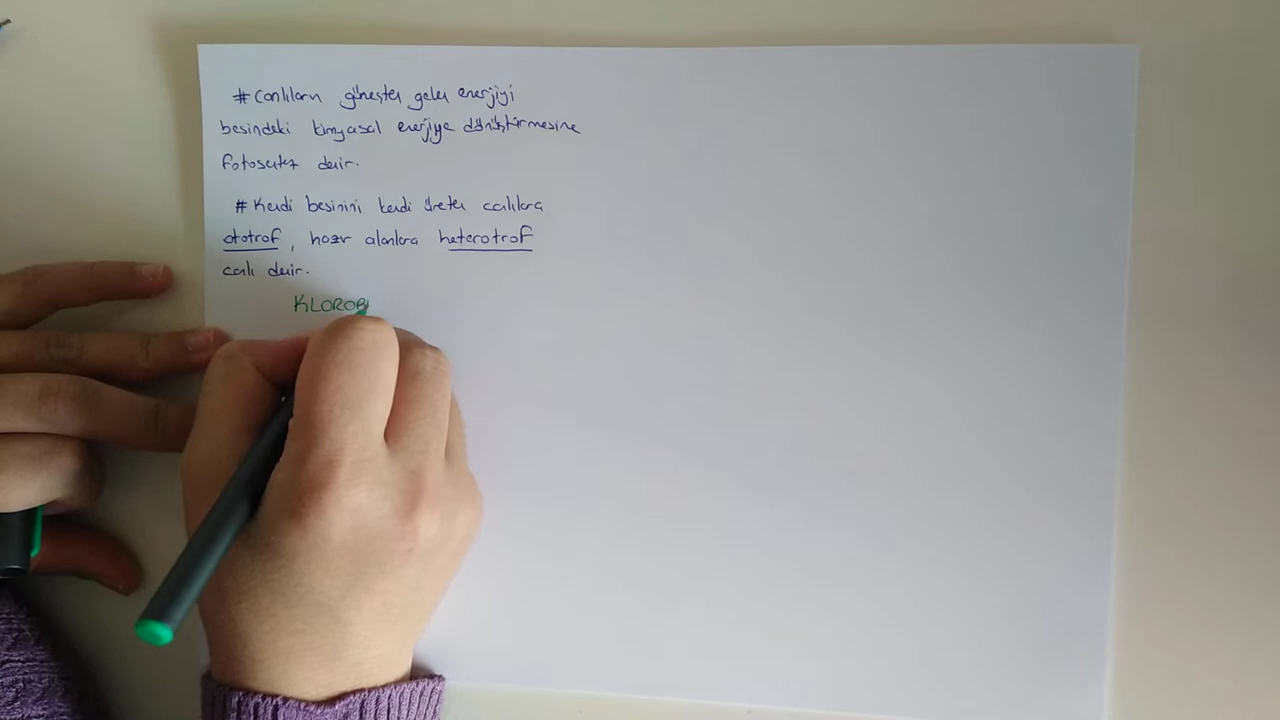 # Canlıların güneşten gelen enerjiyi
besindeki kimyasal enerjiye dönüştürmesine
fotosentez denir.
# Kendi besinini kendi üreten canlılara
ototrof, hazır alanlara heterotrof
canlı denir.
KLOROP